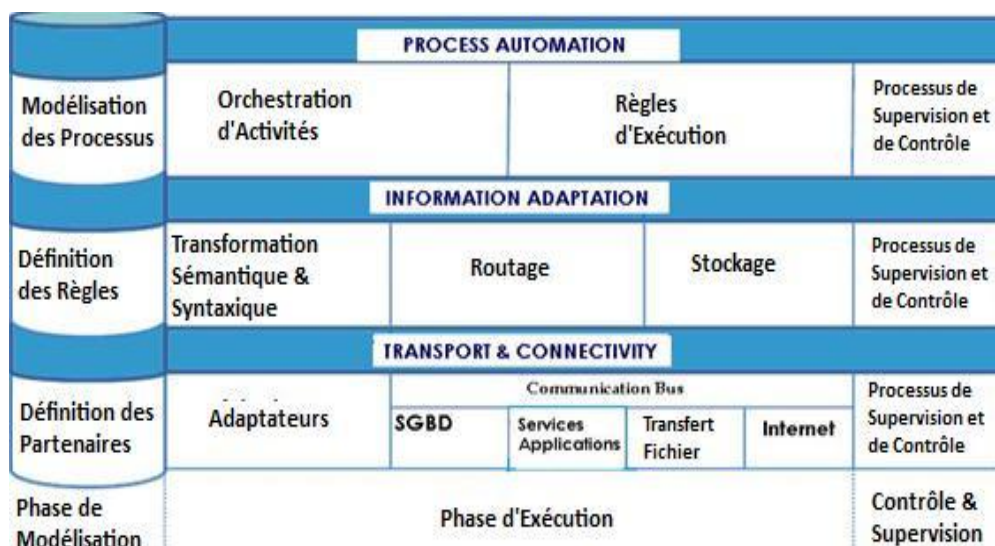 PROCESS AUTOMATION
Modélisation
des Processus
Orchestration
d'Activités
Règles
d'Exécution
Processus de
Supervision et
de Contrôle
INFORMATION ADAPTATION
Définition
des Règles
Transformation
Sémantique &
Syntaxique
Routage
Stockage
Processus de
Supervision et
de Contrôle
TRANSPORT & CONNECTIVITY
Définition des
Partenaires
Adaptateurs
Communication Bus
SGBD
Services
Applications
Transfert
Fichier
Internet
Processus de
Supervision et
de Contrôle
Phase de
Modélisation
Phase d'Exécution
Contrôle &
Supervision